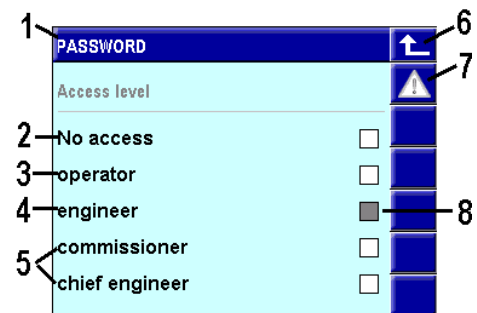 1 PASSWORD 6
Access level 7
2 No access
3 operator
4 engineer 8
5 commissioner
chief engineer